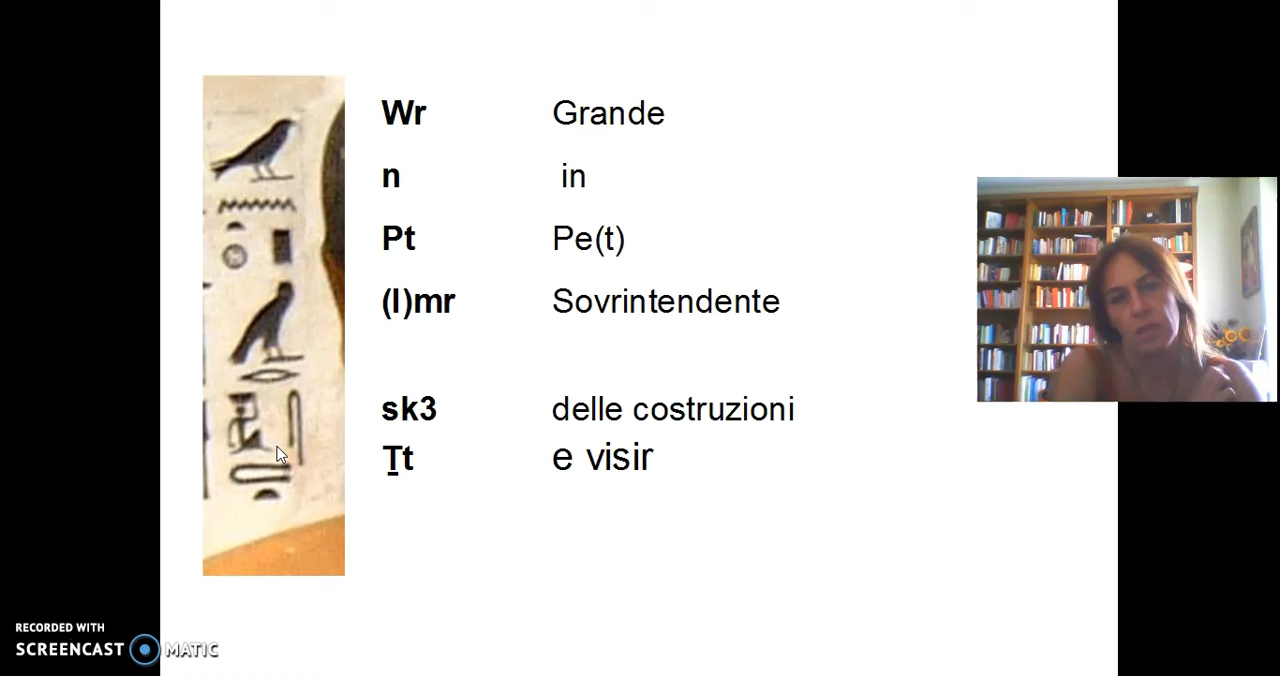 Wr Grande
n in
Pt Pe(t)
(I)mr Sovrintendente
sk3 delle costruzioni
Ṯt e visir
RECORDED WITH
SCREENCAST MATIC